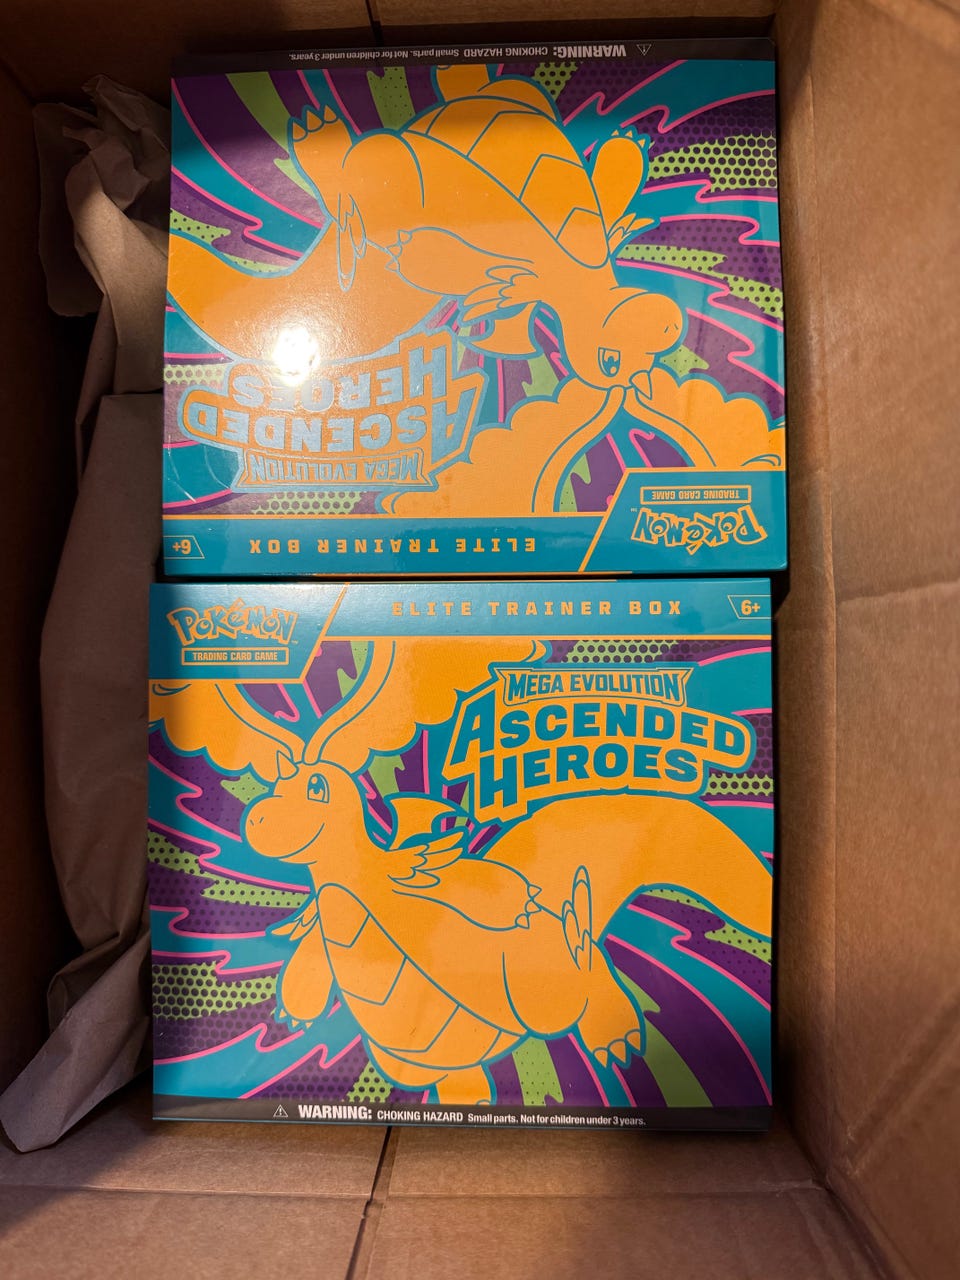 ⚠ WARNING: CHOKING HAZARD Small parts. Not for children under 3 years.
MEGA EVOLUTION
ASCENDED
HEROES
POKéMON™
TRADING CARD GAME
ELITE TRAINER BOX
6+
POKéMON™
TRADING CARD GAME
ELITE TRAINER BOX
6+
MEGA EVOLUTION
ASCENDED
HEROES
⚠ WARNING: CHOKING HAZARD Small parts. Not for children under 3 years.